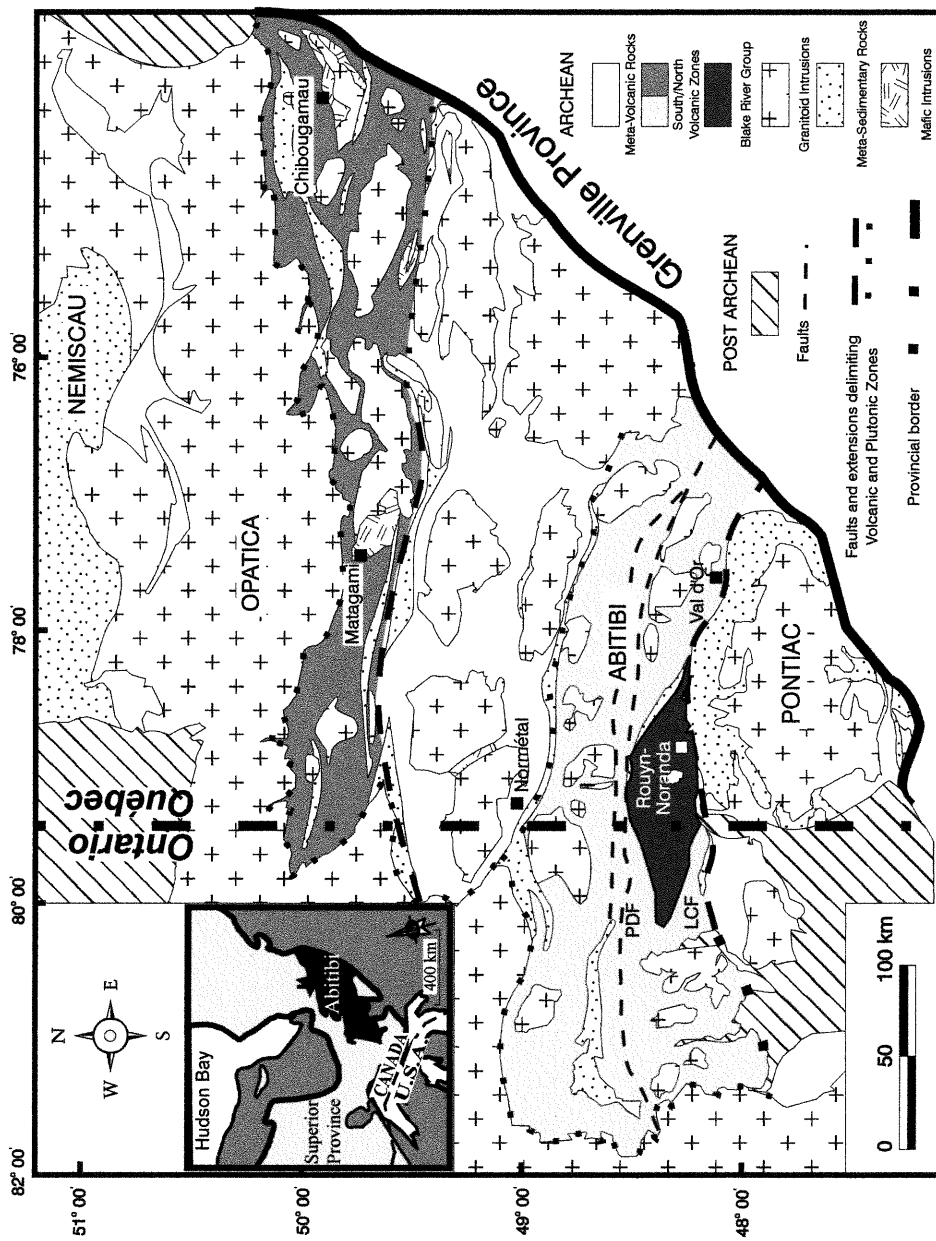 82° 00'
80° 00'
78° 00'
76° 00'
51° 00'
50° 00'
49° 00'
48° 00'
N
W
E
S
Hudson Bay
Superior
Province
Abitibi
CANADA
U.S.A.
400 km
Ontario
Québec
NEMISCAU
OPATICA
Matagami
Chibougamau
Normétal
ABITIBI
PDF
LCF
Rouyn-
Noranda
Val d'Or
PONTIAC
Grenville Province
0
50
100 km
POST ARCHEAN
Faults
Faults and extensions delimiting
Volcanic and Plutonic Zones
Provincial border
ARCHEAN
Meta-Volcanic Rocks
South/North
Volcanic Zones
Blake River Group
Granitoid Intrusions
Meta-Sedimentary Rocks
Mafic Intrusions